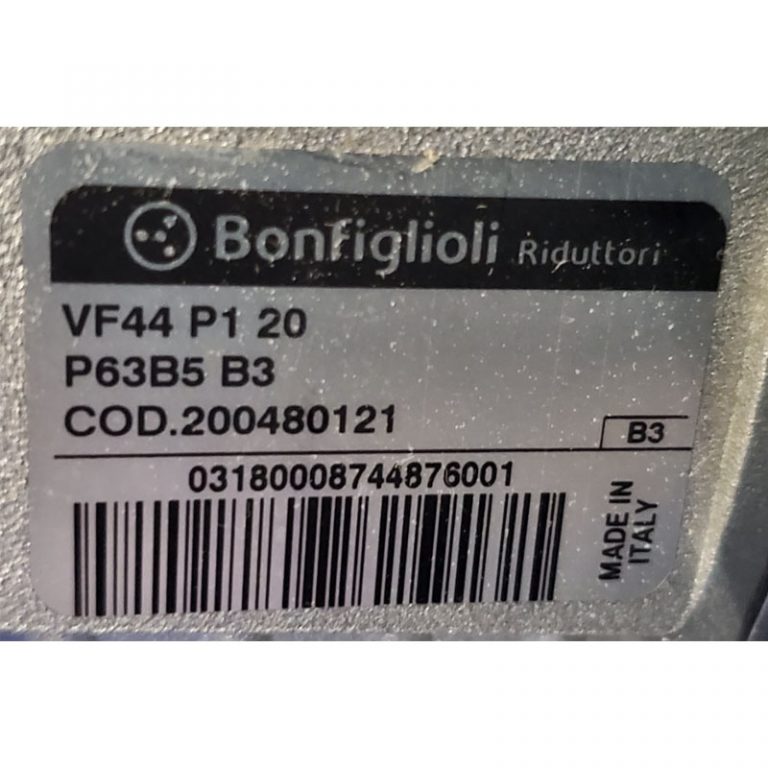 Bonfiglioli Riduttori
VF44 P1 20
P63B5 B3
COD.200480121
B3
03180008744876001
MADE IN
ITALY